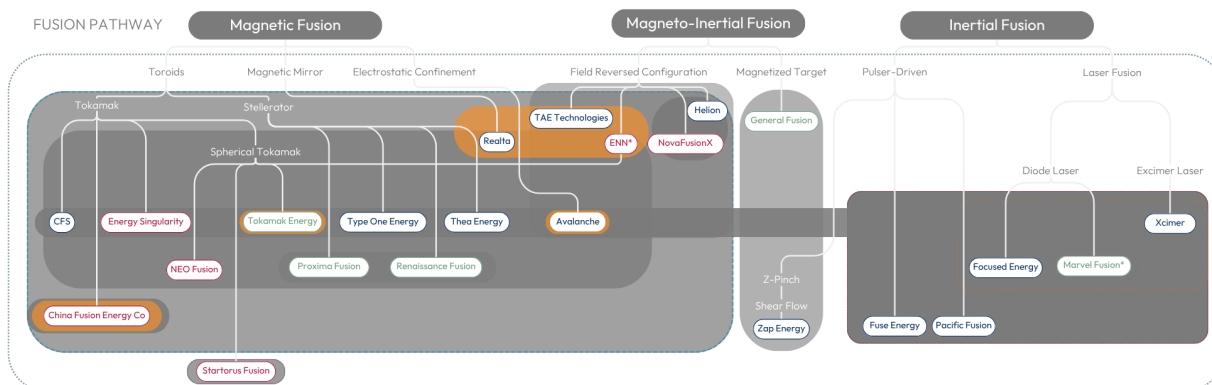 FUSION PATHWAY
Magnetic Fusion
Magneto-Inertial Fusion
Inertial Fusion
Toroids
Magnetic Mirror
Electrostatic Confinement
Field Reversed Configuration
Magnetized Target
Pulser-Driven
Laser Fusion
Tokamak
Stellerator
TAE Technologies
Helion
General Fusion
Realta
ENN*
NovaFusionX
Spherical Tokamak
Diode Laser
Excimer Laser
CFS
Energy Singularity
Tokamak Energy
Type One Energy
Thea Energy
Avalanche
Xcimer
NEO Fusion
Proxima Fusion
Renaissance Fusion
Focused Energy
Marvel Fusion*
Z-Pinch
Shear Flow
China Fusion Energy Co
Zap Energy
Fuse Energy
Pacific Fusion
Startorus Fusion